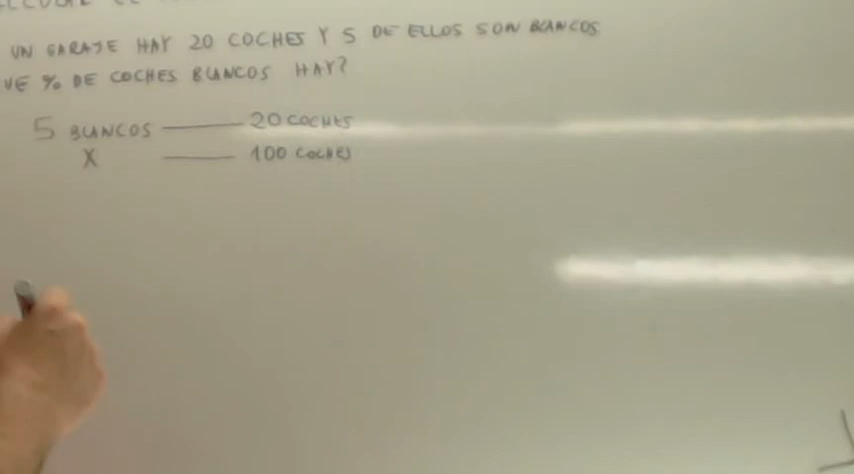 UN GARAJE HAY 20 COCHES Y 5 DE ELLOS SON BLANCOS
UE % DE COCHES BLANCOS HAY?
5 BLANCOS —— 20 COCHES
X —— 100 COCHES